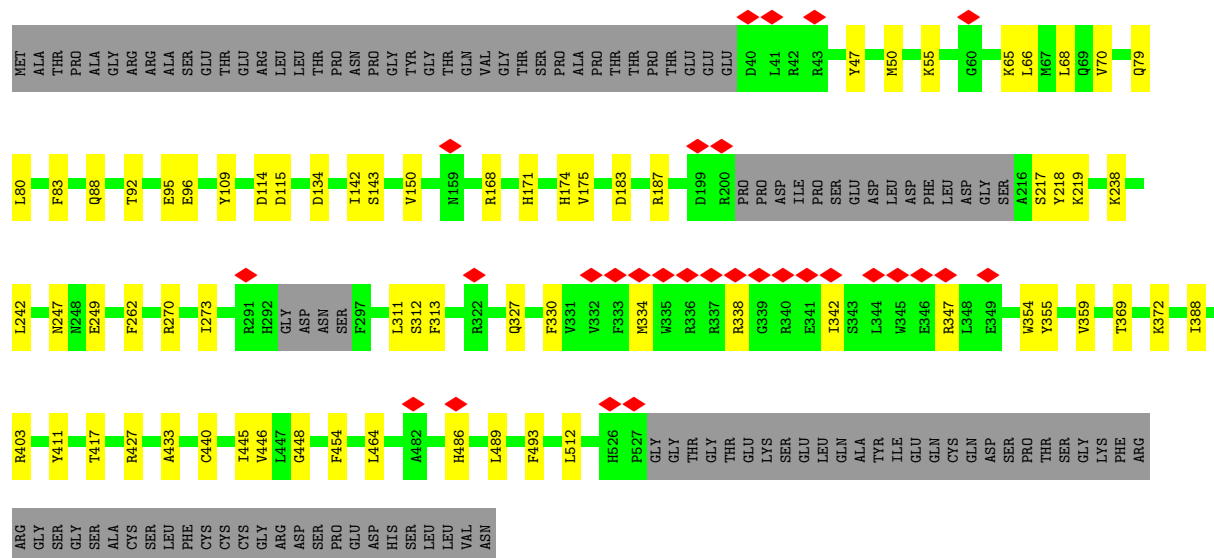 MET ALA THR PRO ALA GLY ARG ARG ALA SER GLU THR GLU ARG LEU LEU THR PRO ASN PRO GLY TYR GLY THR GLN VAL GLY THR SER PRO ALA PRO THR THR PRO THR GLU GLU GLU D40 L41 R42 R43 Y47 M50 K55 G60 K65 L66 M67 L68 Q69 V70 Q79
L80 F83 Q88 T92 E95 E96 Y109 D114 D115 D134 I142 S143 V150 N159 R168 H171 H174 V175 D183 R187 D199 R200 PRO PRO ASP ILE PRO SER GLU ASP LEU ASP ASP PHE LEU ASP GLY SER A216 S217 Y218 K219 K238
L242 N247 N248 E249 F262 R270 I273 R291 H292 GLY ASP ASN SER F297 L311 S312 F313 R322 Q327 F330 V331 V332 F333 M334 W335 R336 R337 R338 G339 R340 E341 I342 S343 L344 W345 E346 R347 L348 E349 W354 Y355 V359 T369 K372 I388
R403 Y411 T417 R427 A433 C440 I445 V446 L447 G448 F454 L464 A482 H486 L489 F493 L512 H526 P527 GLY GLY THR GLY THR GLU LYS SER GLU LEU GLN ALA TYR ILE GLU GLN CYS GLN ASP SER PRO THR SER GLY LYS PHE ARG
ARG GLY SER GLY SER ALA CYS SER LEU PHE CYS CYS CYS GLY ARG ASP SER PRO GLU ASP HIS SER LEU LEU VAL ASN